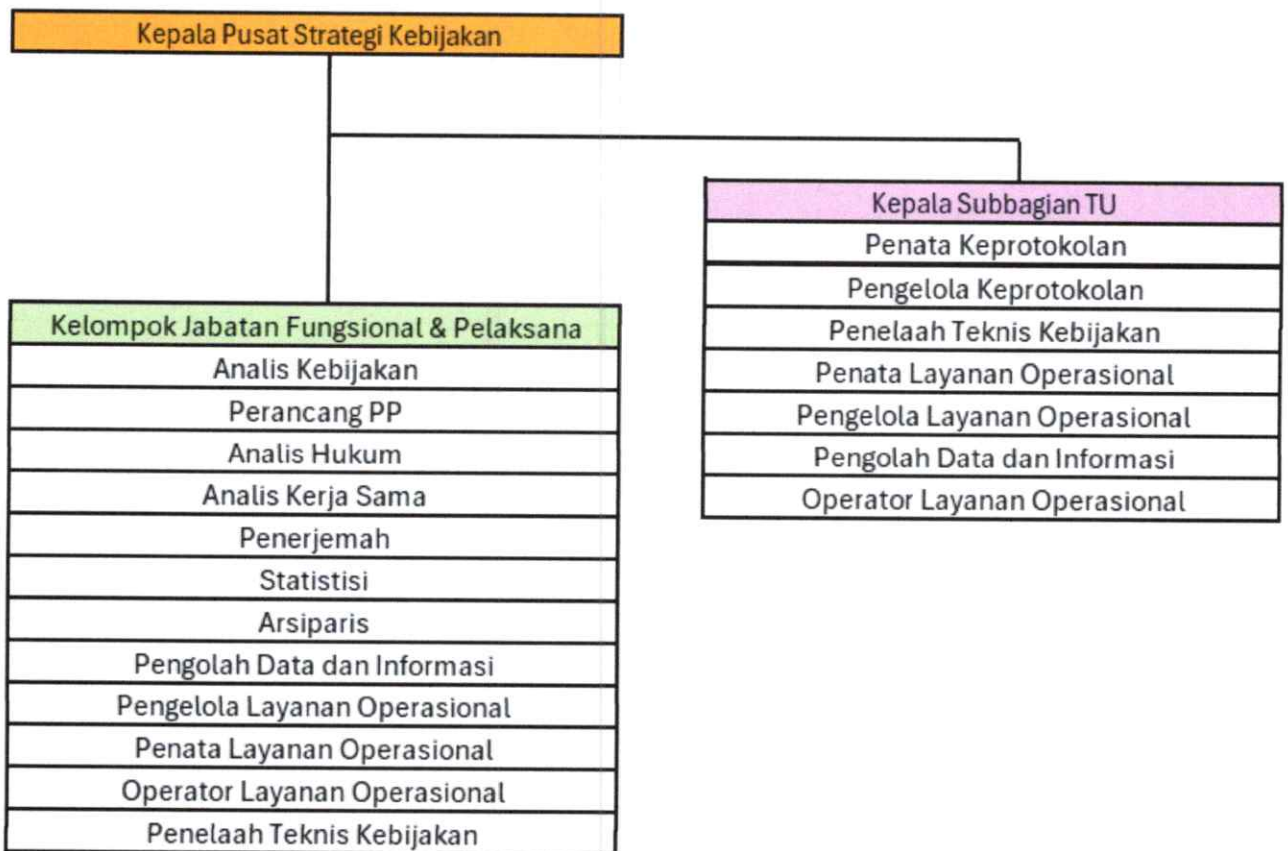 Kepala Pusat Strategi Kebijakan
Kepala Subbagian TU
Penata Keprotokolan
Pengelola Keprotokolan
Penelaah Teknis Kebijakan
Penata Layanan Operasional
Pengelola Layanan Operasional
Pengolah Data dan Informasi
Operator Layanan Operasional
Kelompok Jabatan Fungsional & Pelaksana
Analis Kebijakan
Perancang PP
Analis Hukum
Analis Kerja Sama
Penerjemah
Statistisi
Arsiparis
Pengolah Data dan Informasi
Pengelola Layanan Operasional
Penata Layanan Operasional
Operator Layanan Operasional
Penelaah Teknis Kebijakan